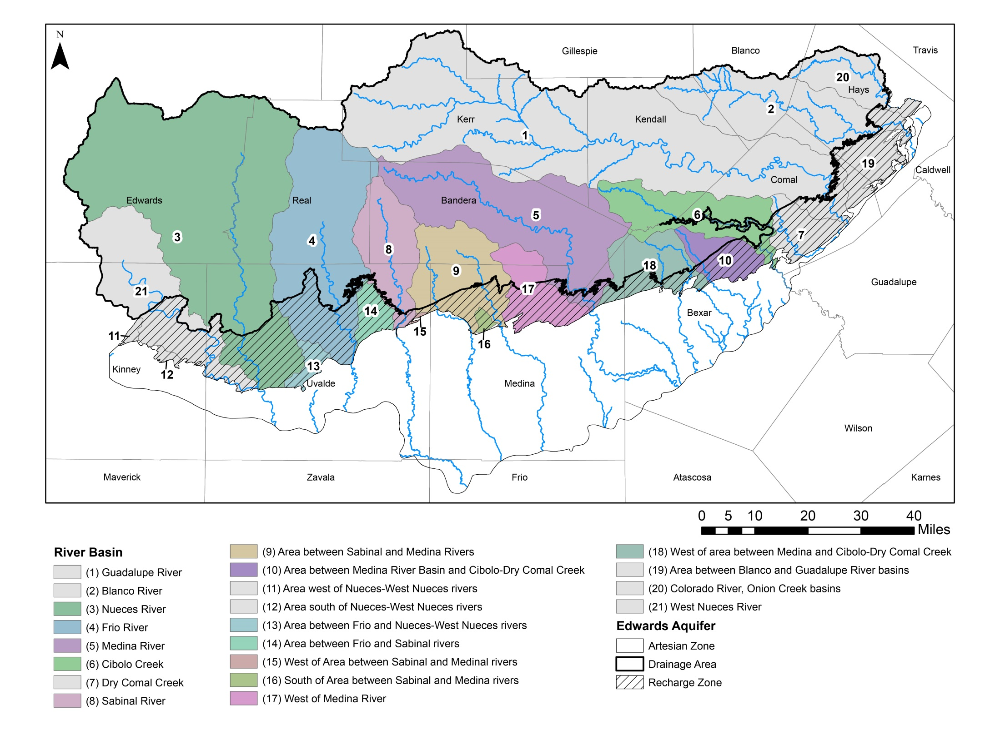 N
Gillespie
Blanco
Travis
20
Hays
2
Kerr
Kendall
1
19
Caldwell
Comal
Edwards
Real
Bandera
5
6
3
4
8
7
10
18
9
21
17
Guadalupe
14
Bexar
15
11
16
13
Kinney
12
Uvalde
Medina
Wilson
Maverick
Zavala
Frio
Atascosa
Karnes
0 5 10 20 30 40
Miles
River Basin
(1) Guadalupe River
(2) Blanco River
(3) Nueces River
(4) Frio River
(5) Medina River
(6) Cibolo Creek
(7) Dry Comal Creek
(8) Sabinal River
(9) Area between Sabinal and Medina Rivers
(10) Area between Medina River Basin and Cibolo-Dry Comal Creek
(11) Area west of Nueces-West Nueces rivers
(12) Area south of Nueces-West Nueces rivers
(13) Area between Frio and Nueces-West Nueces rivers
(14) Area between Frio and Sabinal rivers
(15) West of Area between Sabinal and Medinal rivers
(16) South of Area between Sabinal and Medina rivers
(17) West of Medina River
(18) West of area between Medina and Cibolo-Dry Comal Creek
(19) Area between Blanco and Guadalupe River basins
(20) Colorado River, Onion Creek basins
(21) West Nueces River
Edwards Aquifer
Artesian Zone
Drainage Area
Recharge Zone